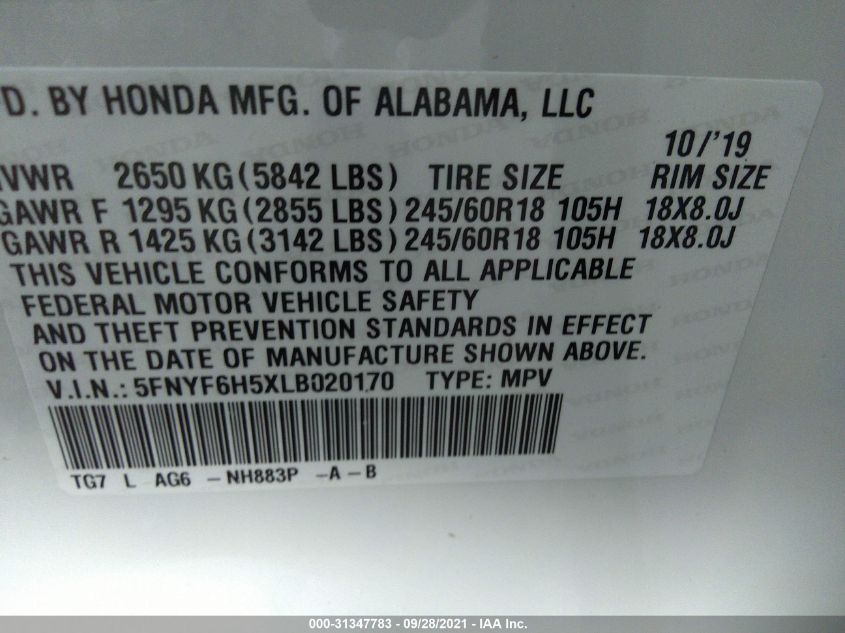 D. BY HONDA MFG. OF ALABAMA, LLC
10/'19
VWR 2650 KG (5842 LBS) TIRE SIZE RIM SIZE
GAWR F 1295 KG (2855 LBS) 245/60R18 105H 18X8.0J
GAWR R 1425 KG (3142 LBS) 245/60R18 105H 18X8.0J
THIS VEHICLE CONFORMS TO ALL APPLICABLE
FEDERAL MOTOR VEHICLE SAFETY
AND THEFT PREVENTION STANDARDS IN EFFECT
ON THE DATE OF MANUFACTURE SHOWN ABOVE.
V.I.N.: 5FNYF6H5XLB020170 TYPE: MPV
TG7 L AG6 -NH883P -A-B
000-31347783 - 09/28/2021 - IAA Inc.